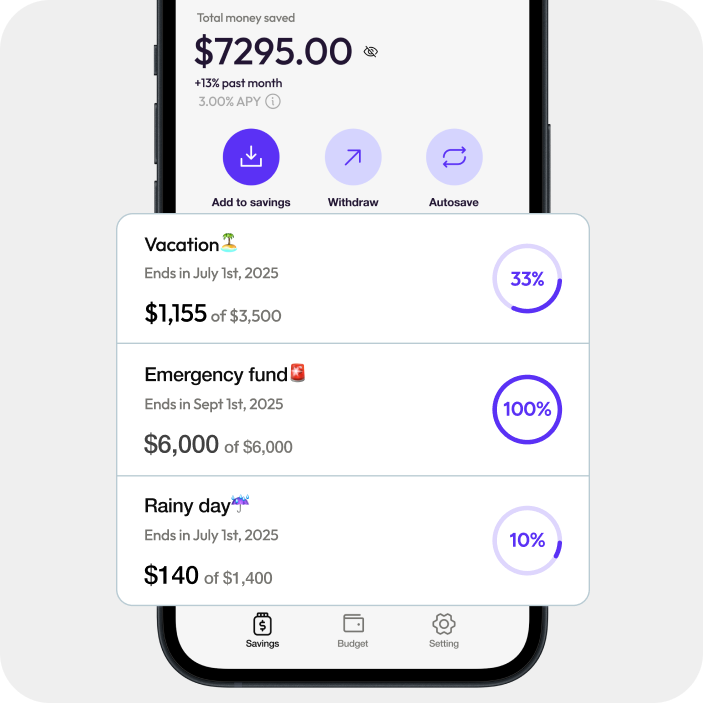 Total money saved
$7295.00
+13% past month
3.00% APY
Add to savings
Withdraw
Autosave
Vacation🏝️
Ends in July 1st, 2025
$1,155 of $3,500
33%
Emergency fund🚨
Ends in Sept 1st, 2025
$6,000 of $6,000
100%
Rainy day☔
Ends in July 1st, 2025
$140 of $1,400
10%
Savings
Budget
Setting